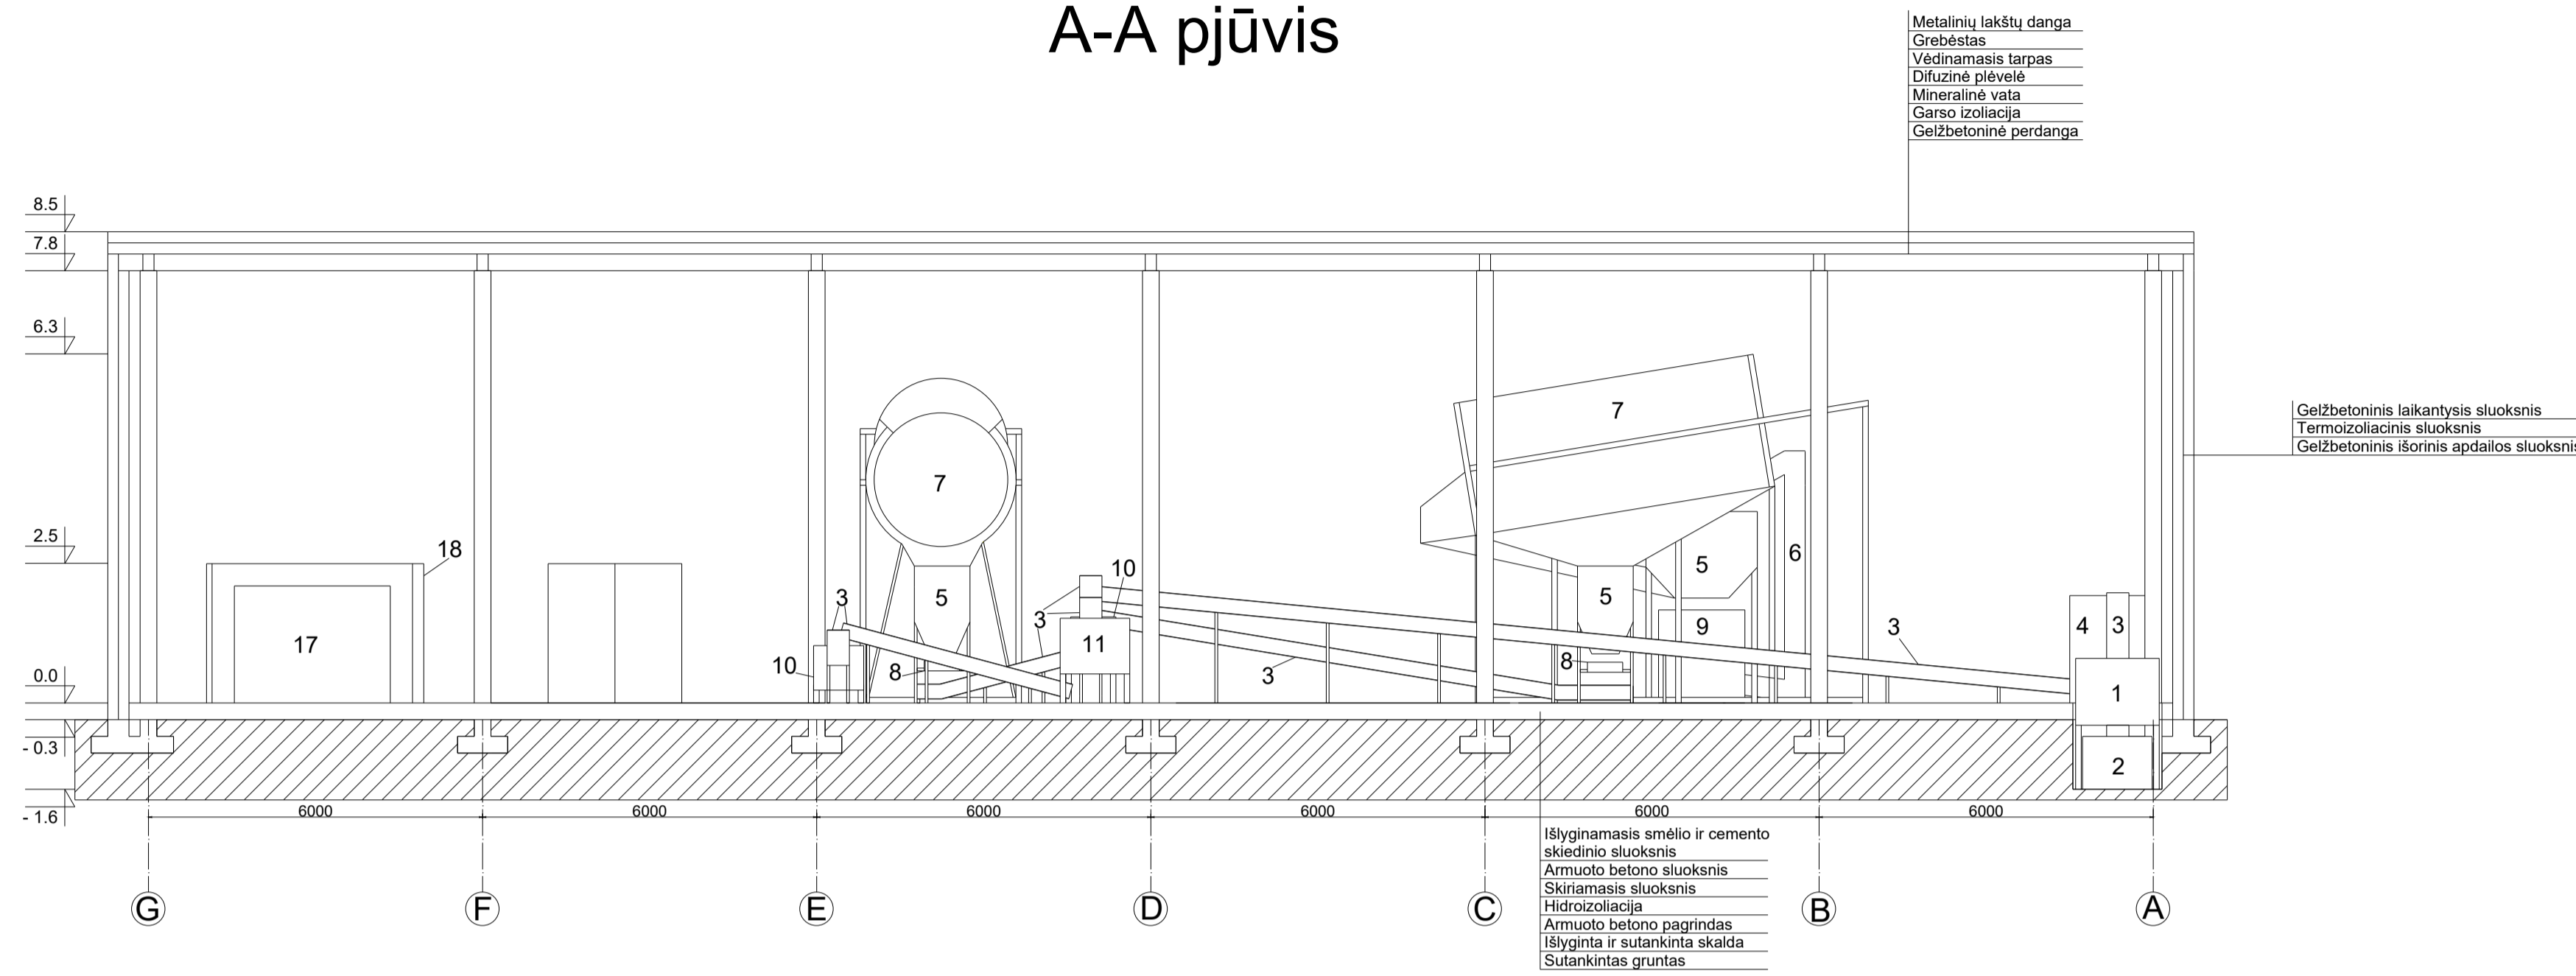 A-A pjūvis
Metalinių lakštų danga
Grebėstas
Vėdinamasis tarpas
Difuzinė plėvelė
Mineralinė vata
Garso izoliacija
Gelžbetoninė perdanga
8.5
7.8
6.3
2.5
0.0
- 0.3
- 1.6
Gelžbetoninis laikantysis sluoksnis
Termoizoliacinis sluoksnis
Gelžbetoninis išorinis apdailos sluoksnis
7
7
18
10
6
5
5
5
3
3
3
4
3
9
17
11
10
8
8
3
1
2
6000
6000
6000
6000
6000
6000
Išlyginamasis smėlio ir cemento
skiedinio sluoksnis
Armuoto betono sluoksnis
Skiriamasis sluoksnis
Hidroizoliacija
Armuoto betono pagrindas
Išlyginta ir sutankinta skalda
Sutankintas gruntas
G
F
E
D
C
B
A